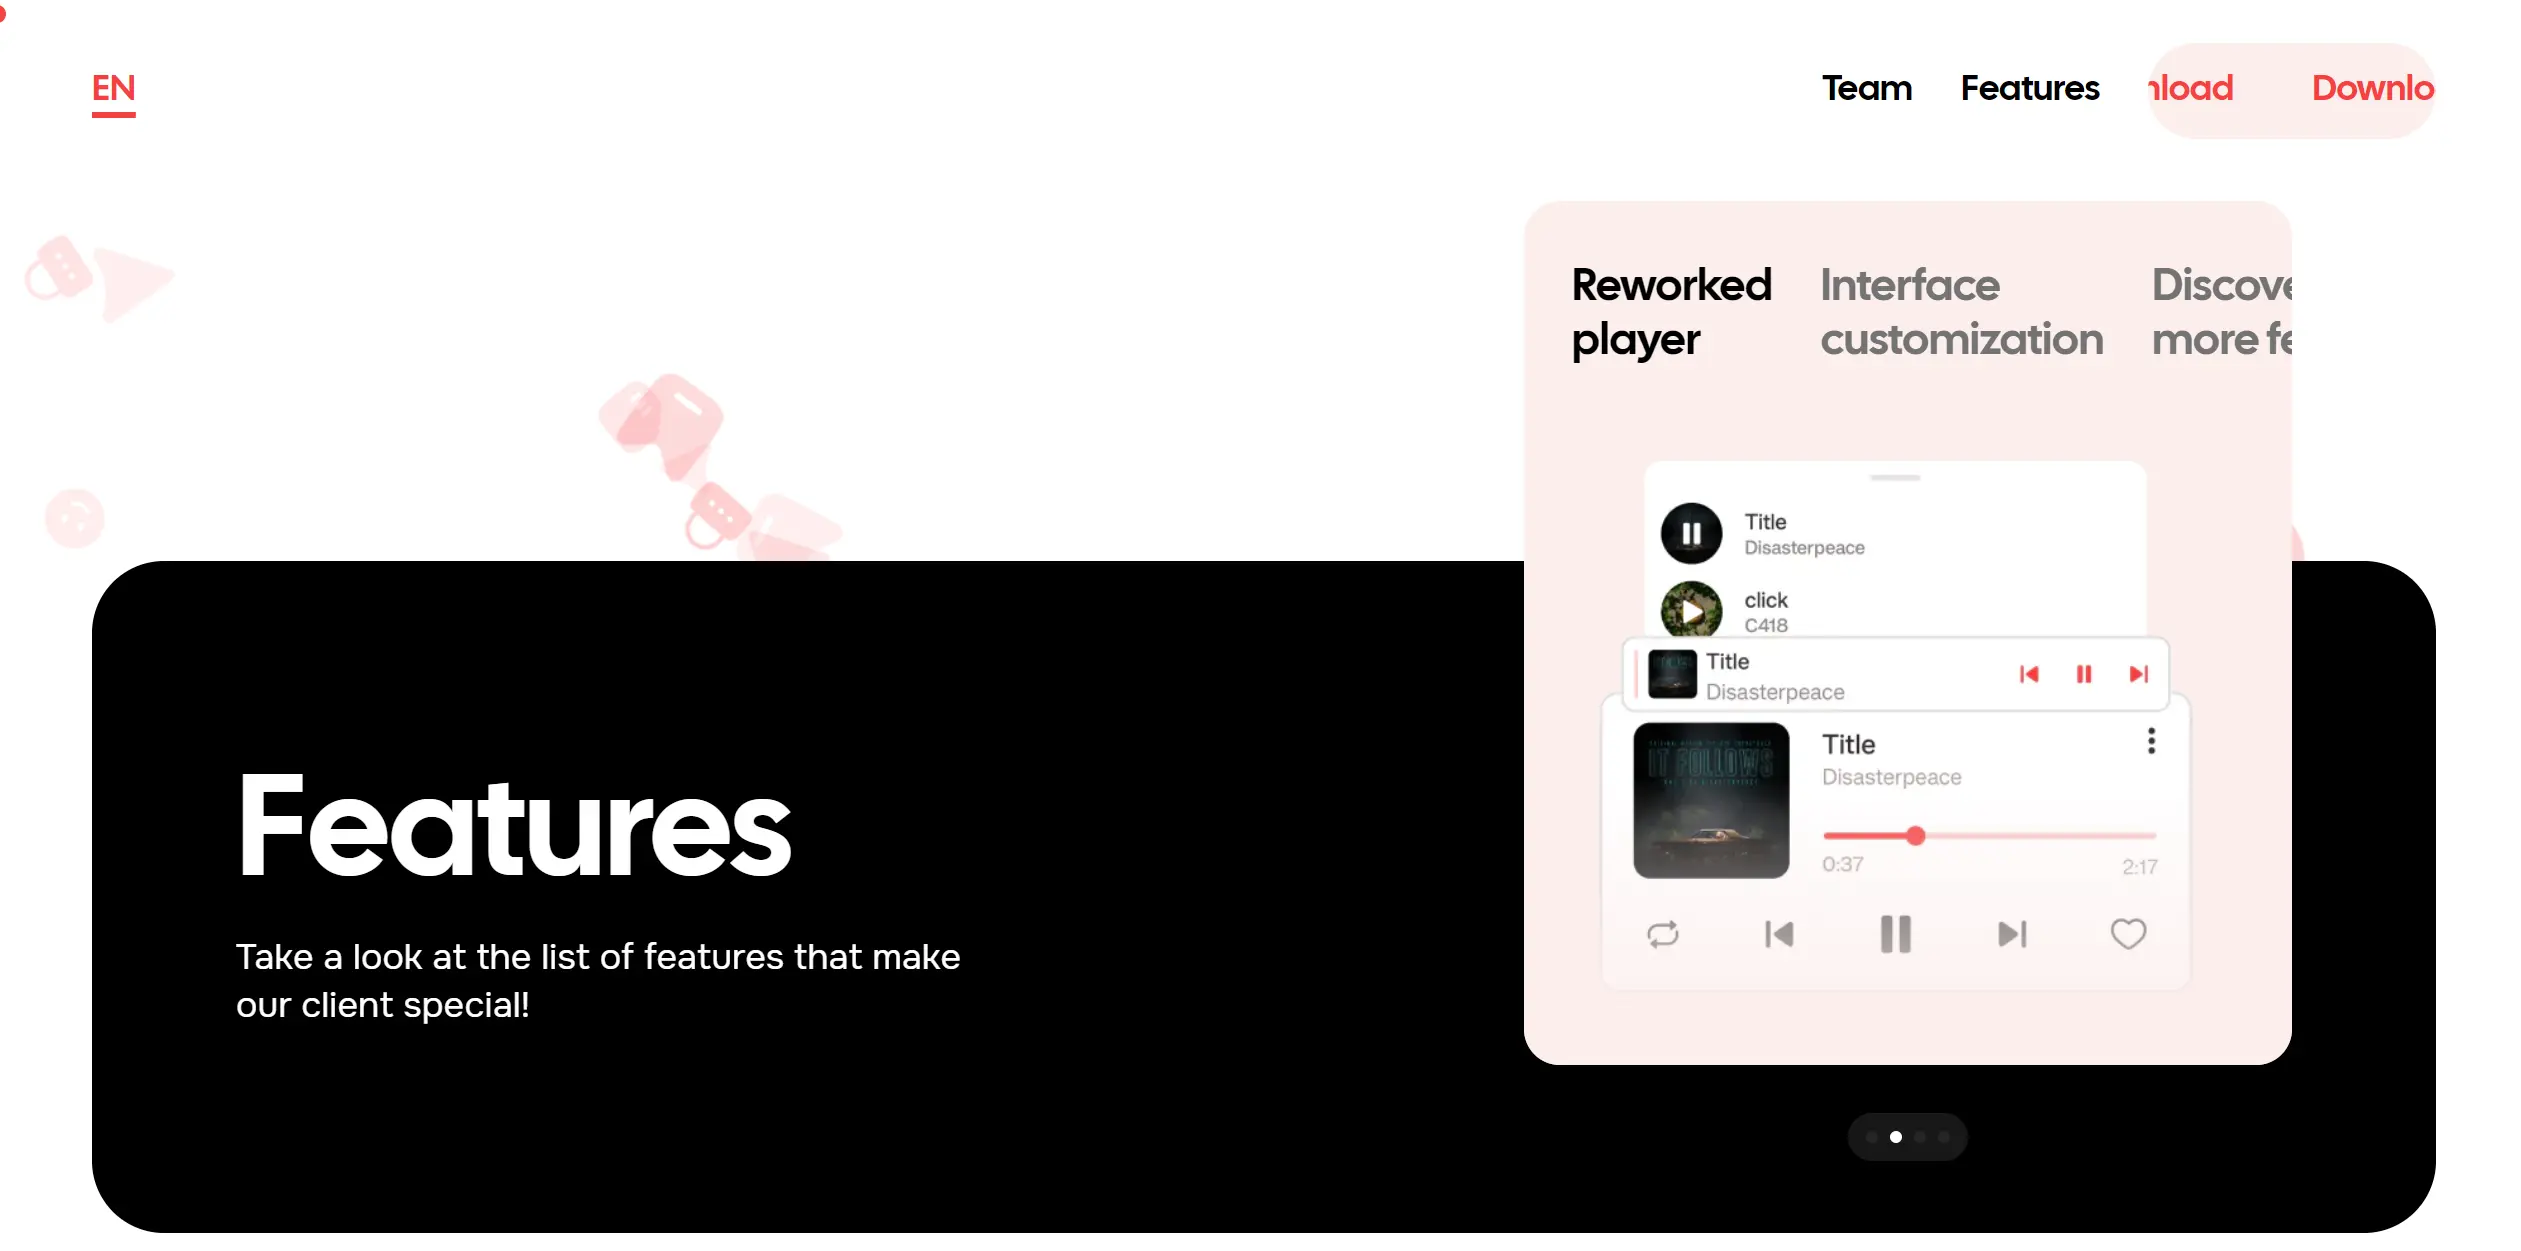 EN
Team Features nload Downlo
Reworked
player
Interface
customization
Discove
more fe
Title
Disasterpeace
click
C418
Title
Disasterpeace
IT FOLLOWS
Title
Disasterpeace
0:37
2:17
Features
Take a look at the list of features that make
our client special!